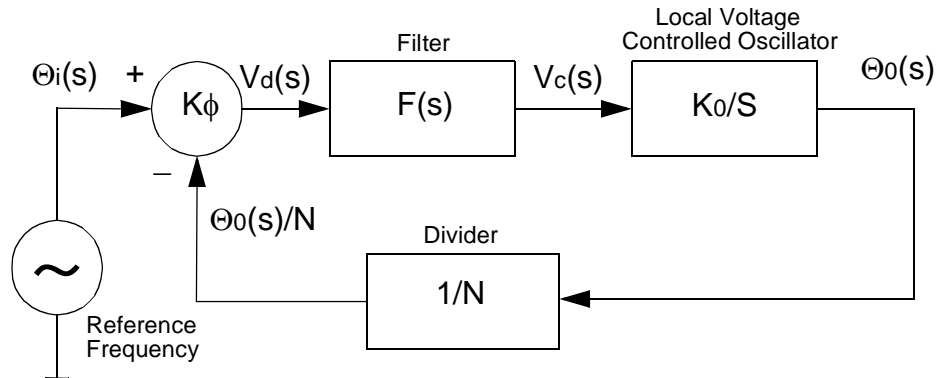 Local Voltage
Controlled Oscillator
Filter
Θi(s)
+
Vd(s)
Vc(s)
Θ0(s)
Kϕ
F(s)
K0/S
−
Θ0(s)/N
Divider
1/N
~
Reference
Frequency